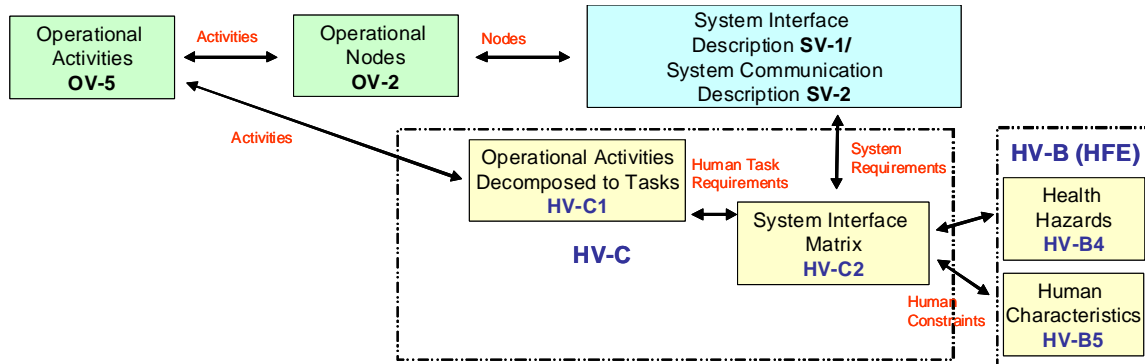 Operational
Activities
OV-5
Activities
Operational
Nodes
OV-2
Nodes
System Interface
Description SV-1/
System Communication
Description SV-2
Activities
Operational Activities
Decomposed to Tasks
HV-C1
Human Task
Requirements
System
Requirements
HV-C
System Interface
Matrix
HV-C2
HV-B (HFE)
Health
Hazards
HV-B4
Human
Constraints
Human
Characteristics
HV-B5